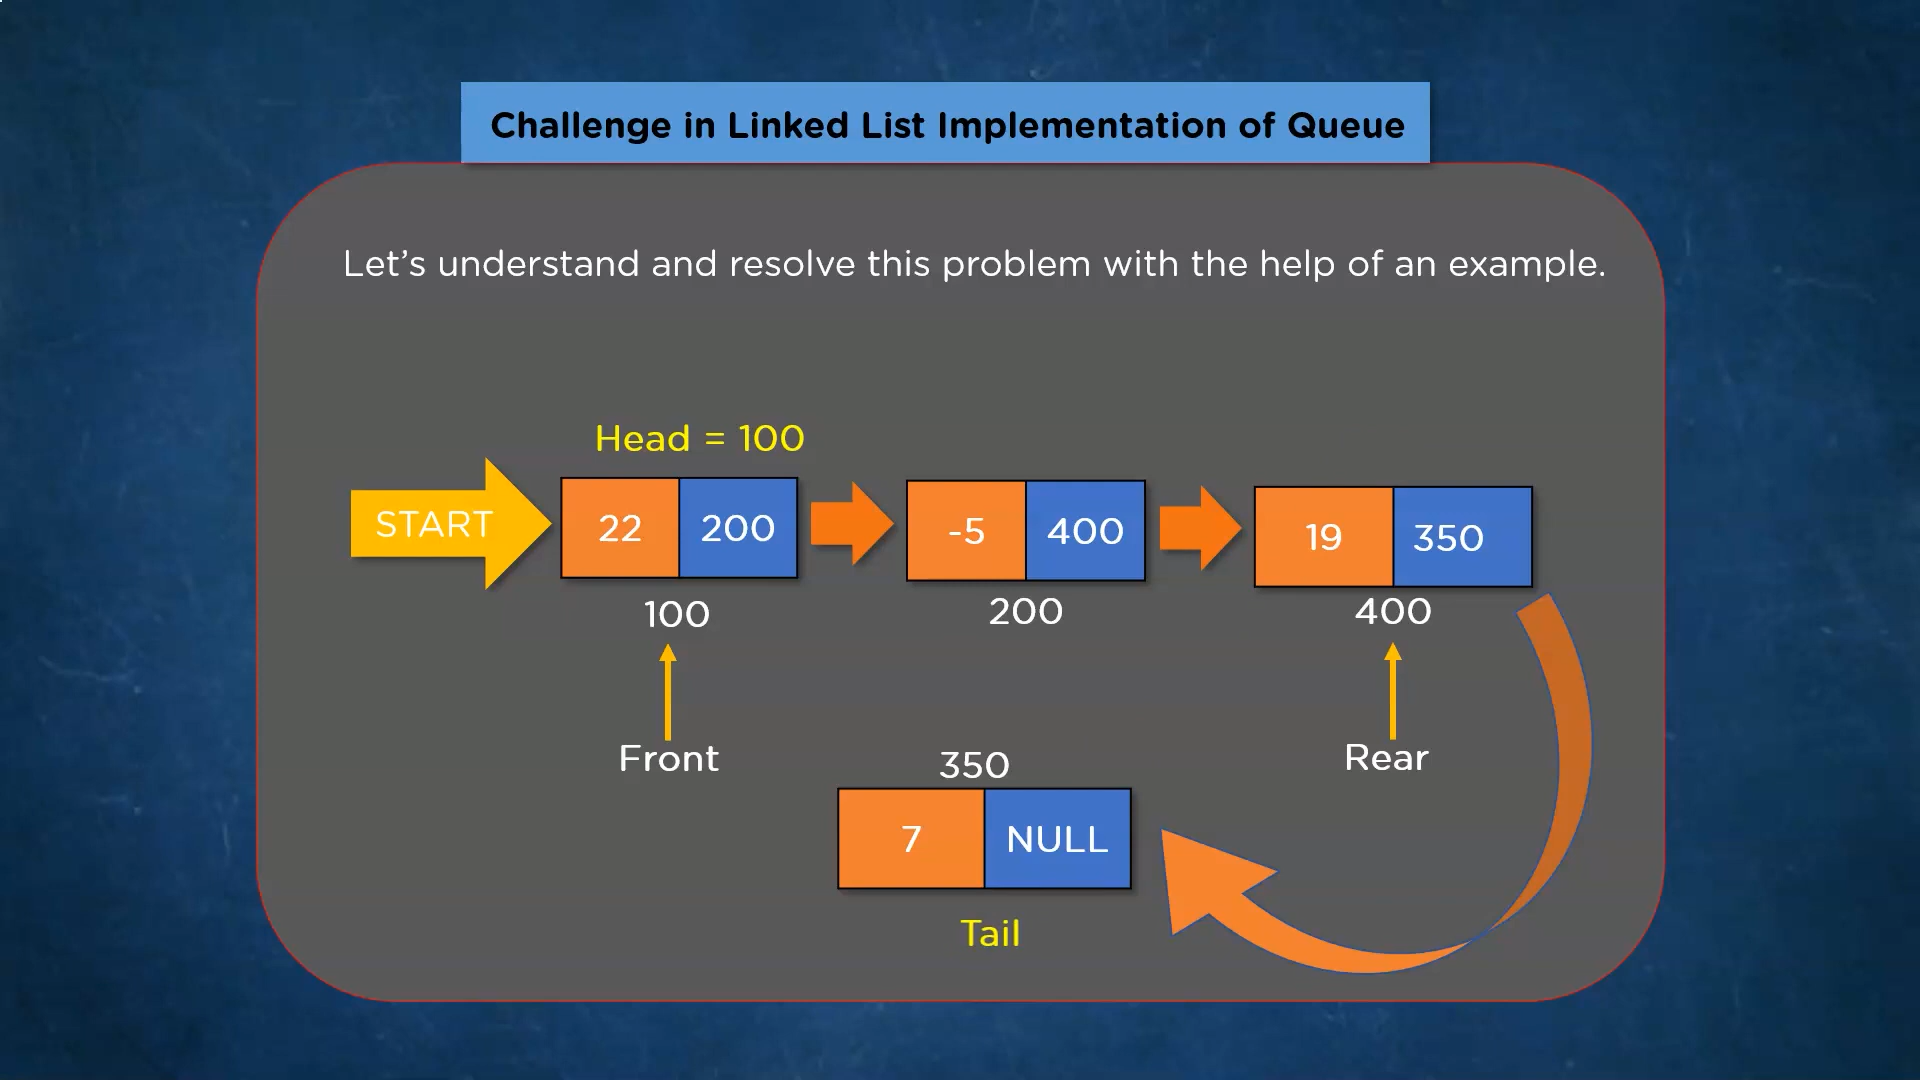 Challenge in Linked List Implementation of Queue
Let’s understand and resolve this problem with the help of an example.
Head = 100
START
22 200
-5 400
19 350
100
200
400
Front
350
Rear
7 NULL
Tail